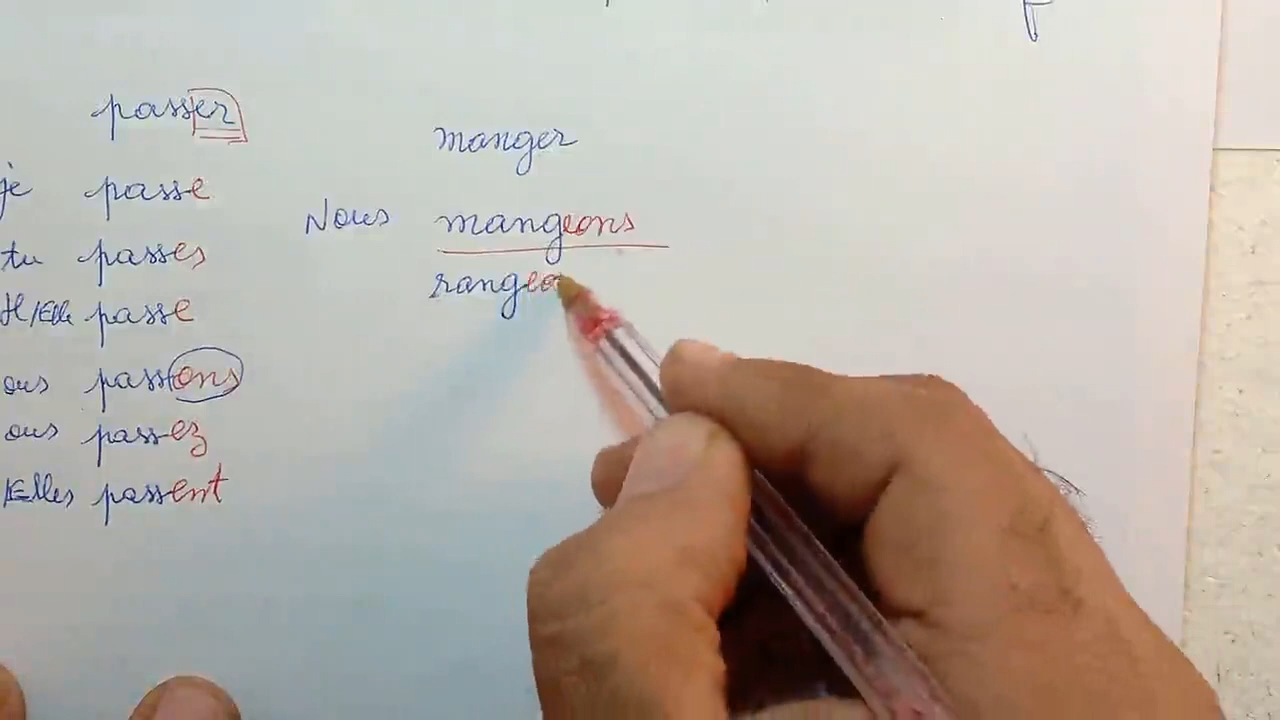 passer
je passe
tu passes
Il/Elle passe
ous passons
ous passez
/Elles passent
manger
Nous mangeons
rangeo